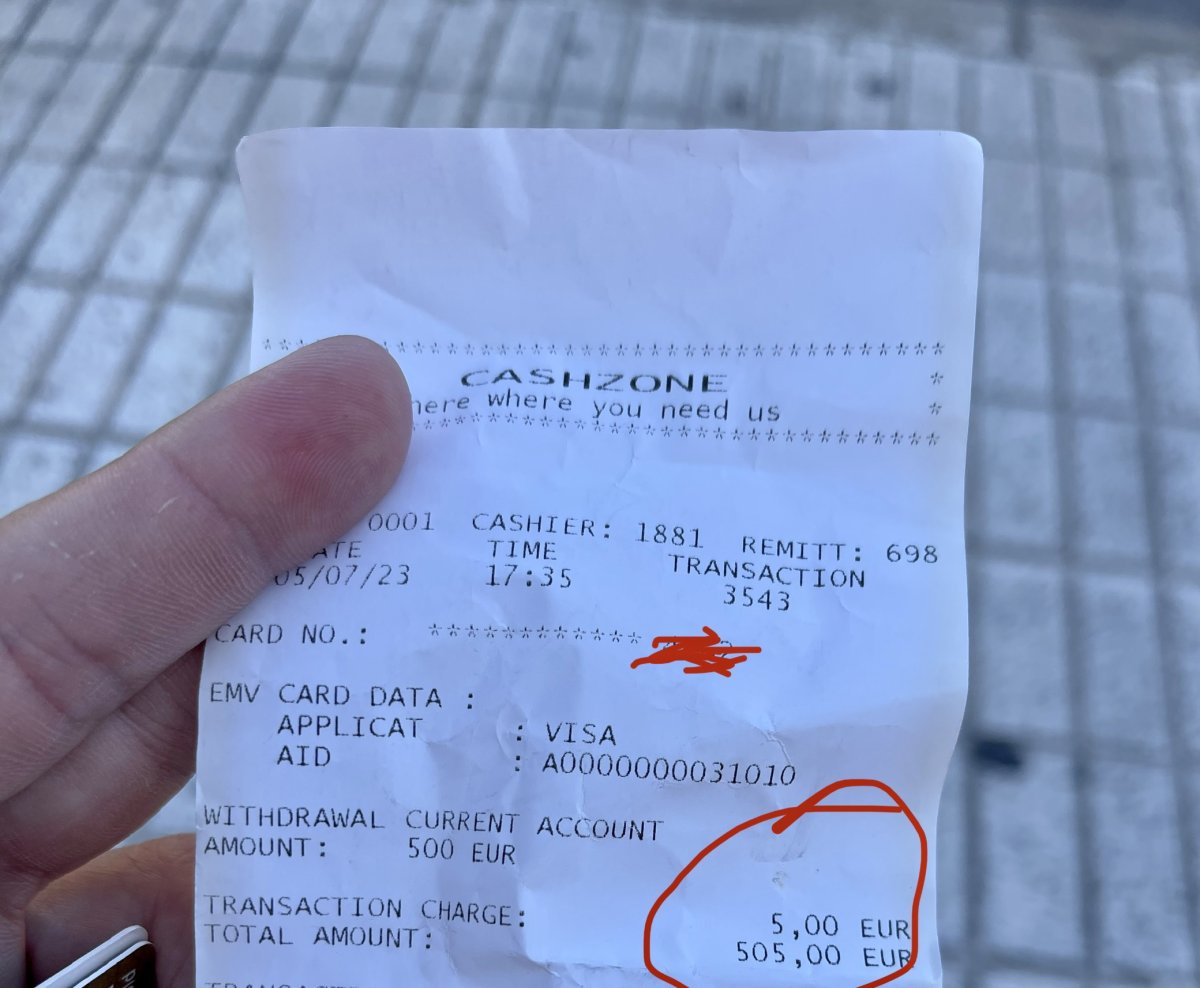 ****************************
CASHZONE *
here where you need us *
****************************
0001 CASHIER: 1881 REMITT: 698
ATE TIME TRANSACTION
05/07/23 17:35 3543
CARD NO.: ************
EMV CARD DATA :
APPLICAT : VISA
AID : A0000000031010
WITHDRAWAL CURRENT ACCOUNT
AMOUNT: 500 EUR
TRANSACTION CHARGE: 5,00 EUR
TOTAL AMOUNT: 505,00 EUR